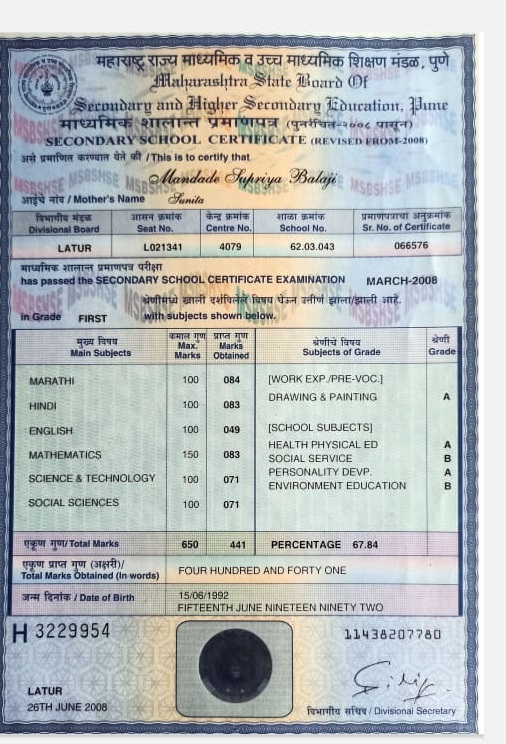 महाराष्ट्र राज्य माध्यमिक व उच्च माध्यमिक शिक्षण मंडळ, पुणे
Maharashtra State Board Of
Secondary and Higher Secondary Education, Pune
माध्यमिक शालान्त प्रमाणपत्र (पुनर्रचित-२००८ पासून)
SECONDARY SCHOOL CERTIFICATE (REVISED FROM-2008)
असे प्रमाणित करण्यात येते की /This is to certify that
Mandade Supriya Balaji
आईचे नांव / Mother's Name Sunita
विभागीय मंडळ आसन क्रमांक केन्द्र क्रमांक शाळा क्रमांक प्रमाणपत्राचा अनुक्रमांक
Divisional Board Seat No. Centre No. School No. Sr. No. of Certificate
LATUR L021341 4079 62.03.043 066576
माध्यमिक शालान्त प्रमाणपत्र परीक्षा
has passed the SECONDARY SCHOOL CERTIFICATE EXAMINATION MARCH-2008
श्रेणीमध्ये खाली दर्शविलेले विषय घेऊन उत्तीर्ण झाला/झाली आहे.
in Grade FIRST with subjects shown below.
मुख्य विषय कमाल गुण प्राप्त गुण श्रेणीचे विषय श्रेणी
Main Subjects Max. Marks Marks Obtained Subjects of Grade Grade
MARATHI 100 084 [WORK EXP./PRE-VOC.]
DRAWING & PAINTING A
HINDI 100 083
ENGLISH 100 049 [SCHOOL SUBJECTS]
HEALTH PHYSICAL ED A
MATHEMATICS 150 083 SOCIAL SERVICE B
PERSONALITY DEVP. A
SCIENCE & TECHNOLOGY 100 071 ENVIRONMENT EDUCATION B
SOCIAL SCIENCES 100 071
एकूण गुण/Total Marks 650 441 PERCENTAGE 67.84
एकूण प्राप्त गुण (अक्षरी)/
Total Marks Obtained (In words) FOUR HUNDRED AND FORTY ONE
जन्म दिनांक / Date of Birth 15/06/1992
FIFTEENTH JUNE NINETEEN NINETY TWO
H 3229954 11438207780
LATUR
26TH JUNE 2008 विभागीय सचिव / Divisional Secretary